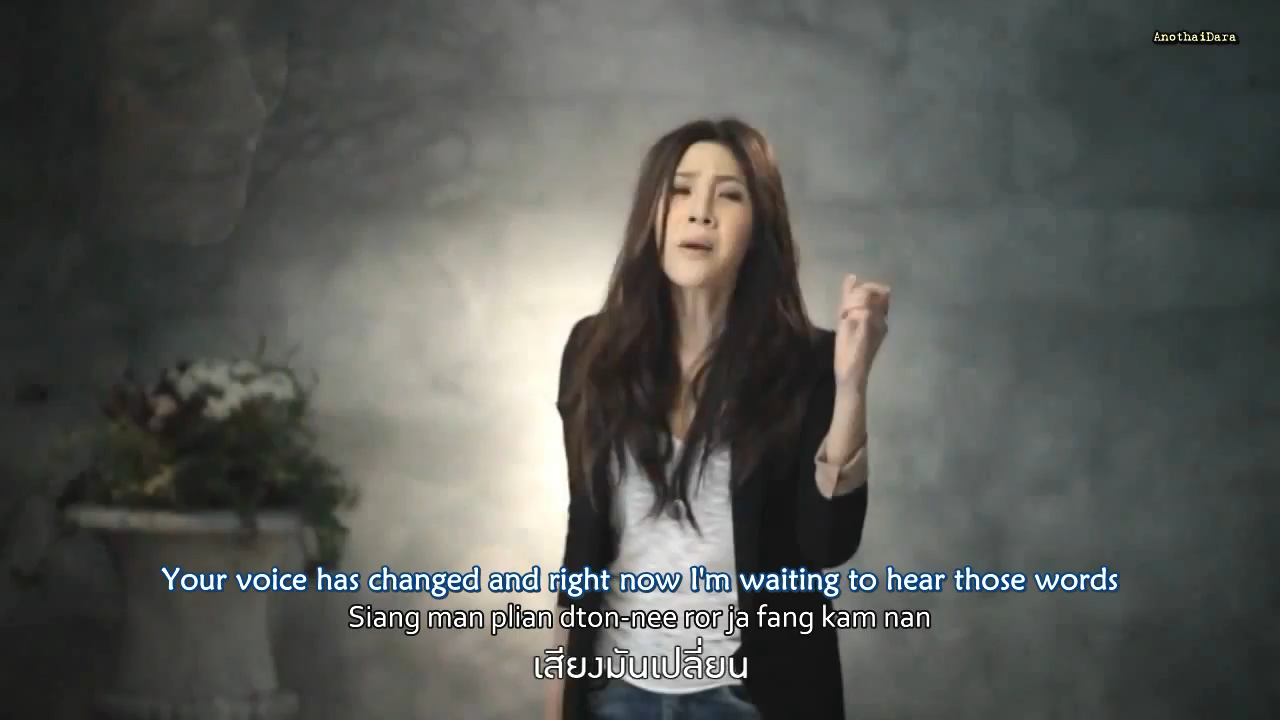 AnothaiDara
Your voice has changed and right now I'm waiting to hear those words
Siang man plian dton-nee ror ja fang kam nan
เสียงมันเปลี่ยน